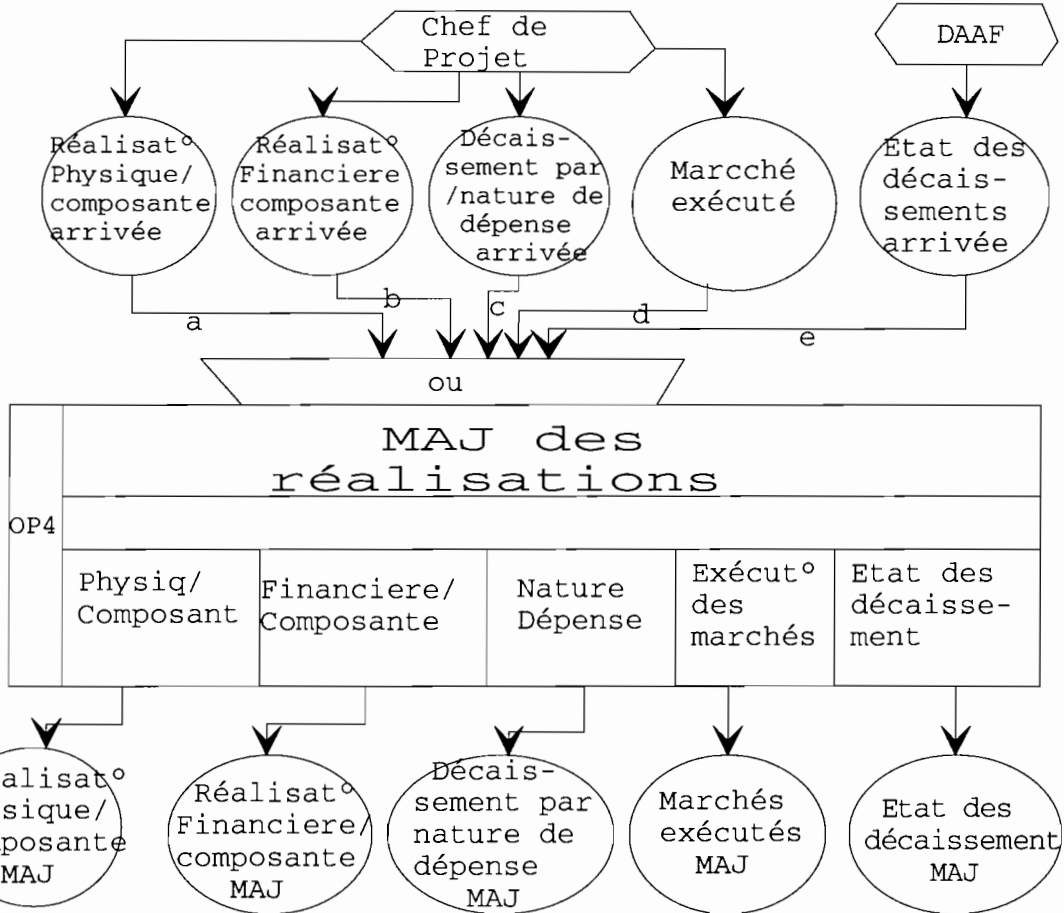 Chef de
Projet
DAAF
Réalisat°
Physique/
composante
arrivée
Réalisat°
Financiere
composante
arrivée
Décais-
sement par
/nature de
dépense
arrivée
Marcché
exécuté
Etat des
décais-
sements
arrivée
a
b
c
d
e
ou
MAJ des
réalisations
OP4
Physiq/
Composant
Financiere/
Composante
Nature
Dépense
Exécut°
des
marchés
Etat des
décaisse-
ment
alisat°
sique/
posante
MAJ
Réalisat°
Financiere/
composante
MAJ
Décais-
sement par
nature de
dépense
MAJ
Marchés
exécutés
MAJ
Etat des
décaissement
MAJ